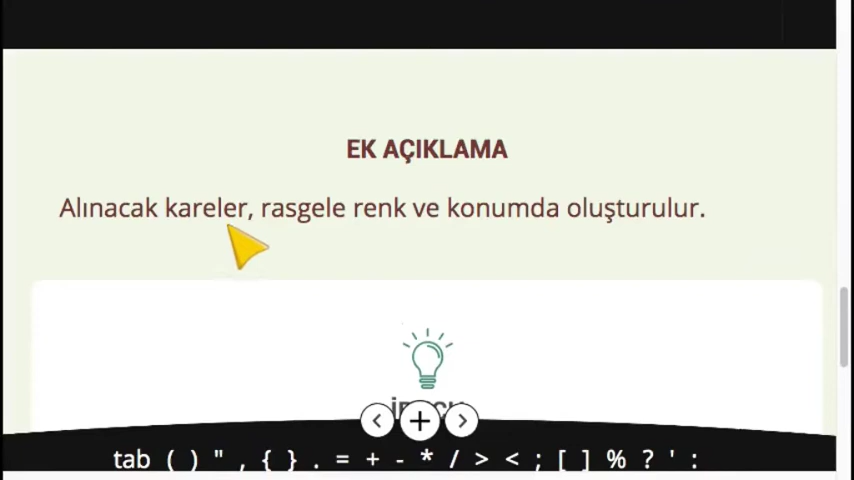 EK AÇIKLAMA
Alınacak kareler, rasgele renk ve konumda oluşturulur.
tab ( ) " , { } . = + - * / > < ; [ ] % ? ' :